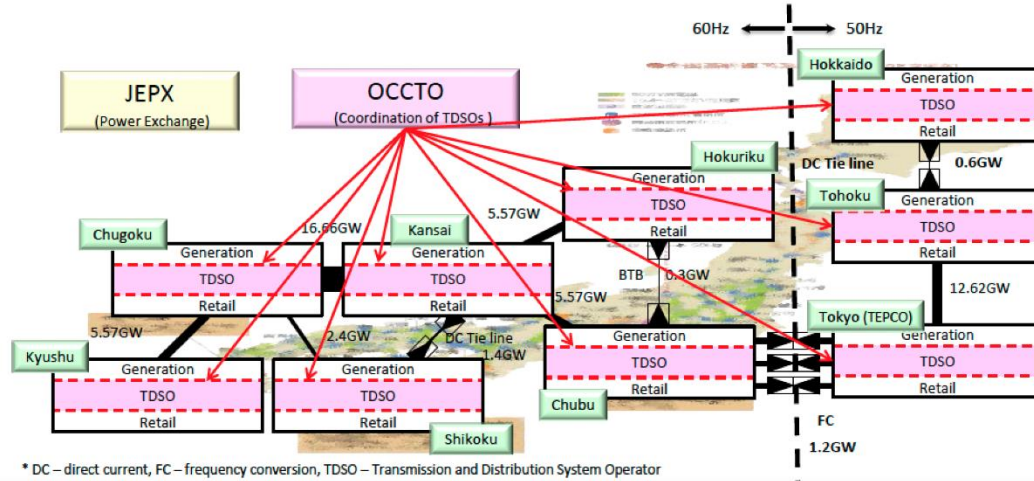 60Hz
50Hz
JEPX
(Power Exchange)
OCCTO
(Coordination of TDSOs )
Hokkaido
Generation
TDSO
Retail
DC Tie line
0.6GW
Hokuriku
Generation
TDSO
Retail
Tohoku
Generation
TDSO
Retail
5.57GW
16.66GW
Chugoku
Generation
TDSO
Retail
Kansai
Generation
TDSO
Retail
BTB
0.3GW
5.57GW
12.62GW
5.57GW
2.4GW
DC Tie line
1.4GW
Tokyo (TEPCO)
Generation
TDSO
Retail
Kyushu
Generation
TDSO
Retail
Generation
TDSO
Retail
Shikoku
Generation
TDSO
Retail
Chubu
FC
1.2GW
* DC – direct current, FC – frequency conversion, TDSO – Transmission and Distribution System Operator